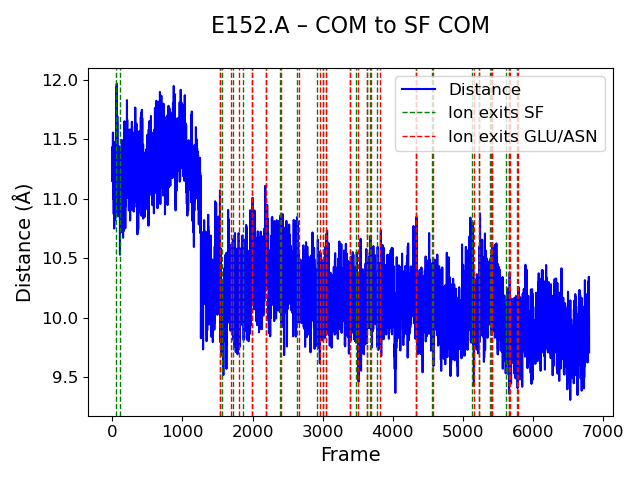 E152.A – COM to SF COM
12.0
11.5
11.0
10.5
10.0
9.5
Distance (Å)
Distance
Ion exits SF
Ion exits GLU/ASN
0 1000 2000 3000 4000 5000 6000 7000
Frame